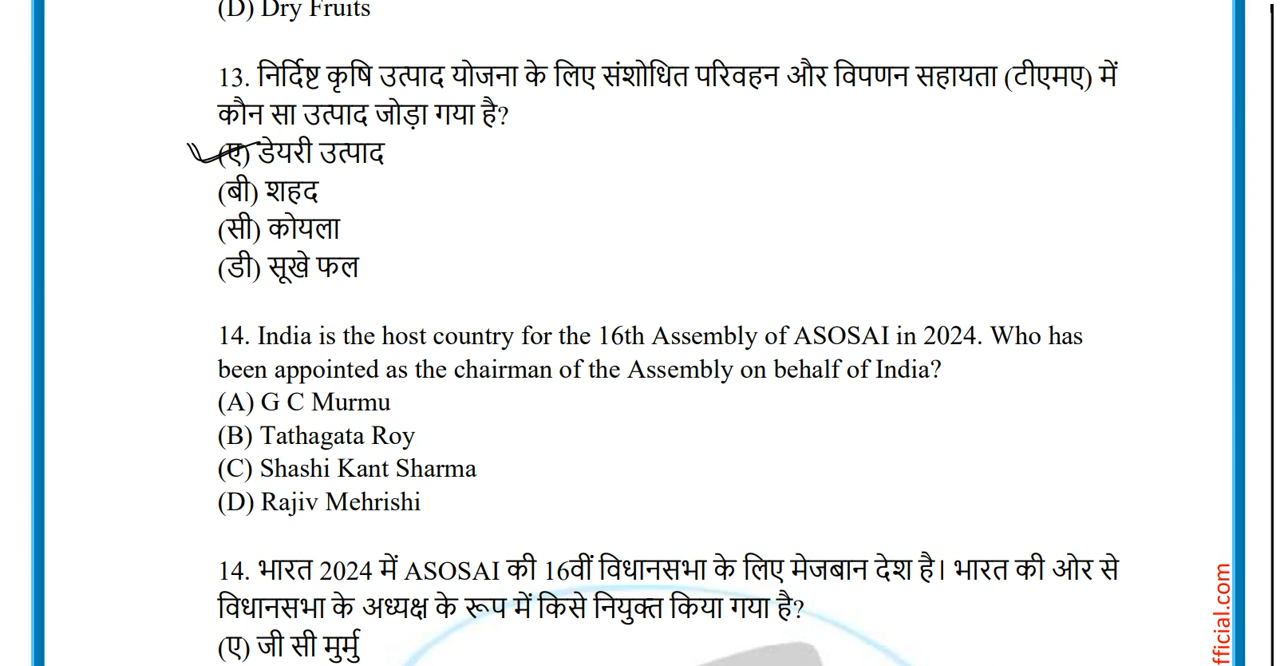 (D) Dry Fruits
13. निर्दिष्ट कृषि उत्पाद योजना के लिए संशोधित परिवहन और विपणन सहायता (टीएमए) में
कौन सा उत्पाद जोड़ा गया है?
(ए) डेयरी उत्पाद
(बी) शहद
(सी) कोयला
(डी) सूखे फल
14. India is the host country for the 16th Assembly of ASOSAI in 2024. Who has
been appointed as the chairman of the Assembly on behalf of India?
(A) G C Murmu
(B) Tathagata Roy
(C) Shashi Kant Sharma
(D) Rajiv Mehrishi
14. भारत 2024 में ASOSAI की 16वीं विधानसभा के लिए मेजबान देश है। भारत की ओर से
विधानसभा के अध्यक्ष के रूप में किसे नियुक्त किया गया है?
(ए) जी सी मुर्मु
fficial.com